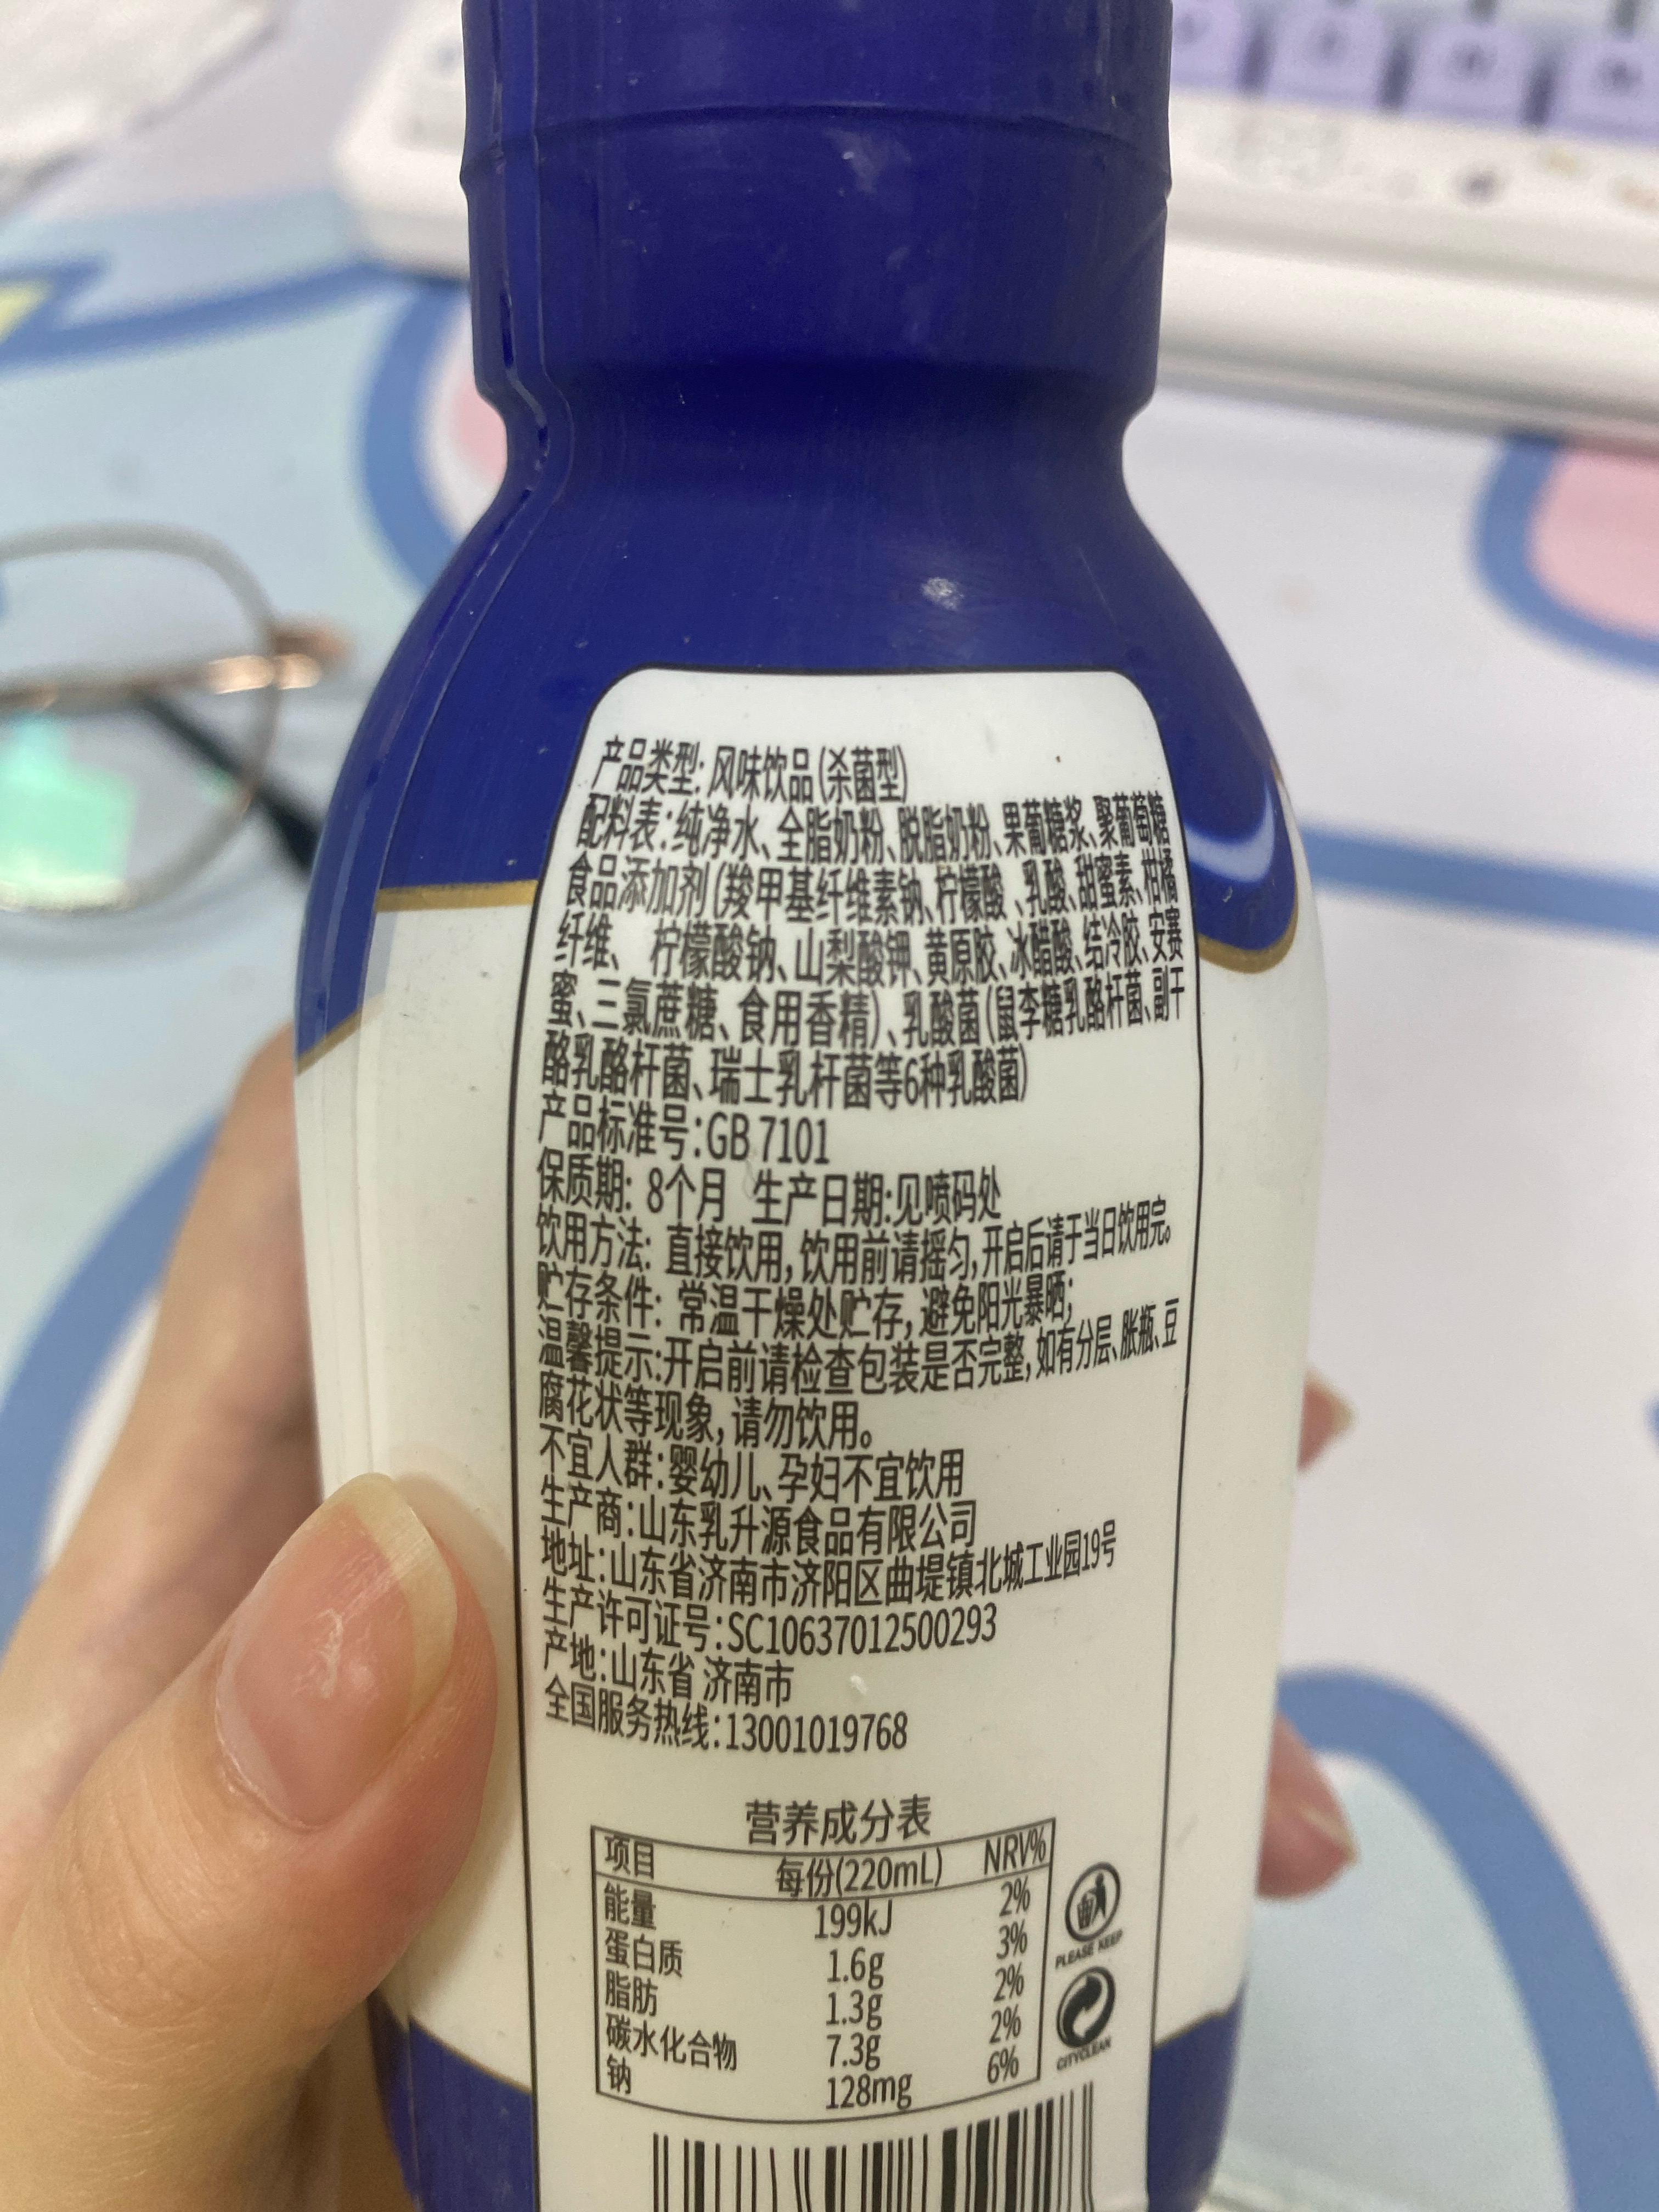 产品类型: 风味饮品(杀菌型)
配料表:纯净水、全脂奶粉、脱脂奶粉、果葡糖浆、聚葡萄糖
食品添加剂(羧甲基纤维素钠、柠檬酸、乳酸、甜蜜素、柑橘
纤维、 柠檬酸钠、山梨酸钾、黄原胶、冰醋酸、结冷胶、安赛
蜜、三氯蔗糖、食用香精)、乳酸菌(鼠李糖乳酪杆菌、副干
酪乳酪杆菌、瑞士乳杆菌等6种乳酸菌)
产品标准号:GB 7101
保质期: 8个月 生产日期:见喷码处
饮用方法: 直接饮用,饮用前请摇匀,开启后请于当日饮用完。
贮存条件: 常温干燥处贮存,避免阳光暴晒;
温馨提示:开启前请检查包装是否完整,如有分层、胀瓶、豆
腐花状等现象,请勿饮用。
不宜人群:婴幼儿、孕妇不宜饮用
生产商:山东乳升源食品有限公司
地址:山东省济南市济阳区曲堤镇北城工业园19号
生产许可证号:SC10637012500293
产地:山东省 济南市
全国服务热线:13001019768
营养成分表
项目 每份(220mL) NRV%
能量 199kJ 2%
蛋白质 1.6g 3%
脂肪 1.3g 2%
碳水化合物 7.3g 2%
钠 128mg 6%
PLEASE KEEP
CITYCLEAN